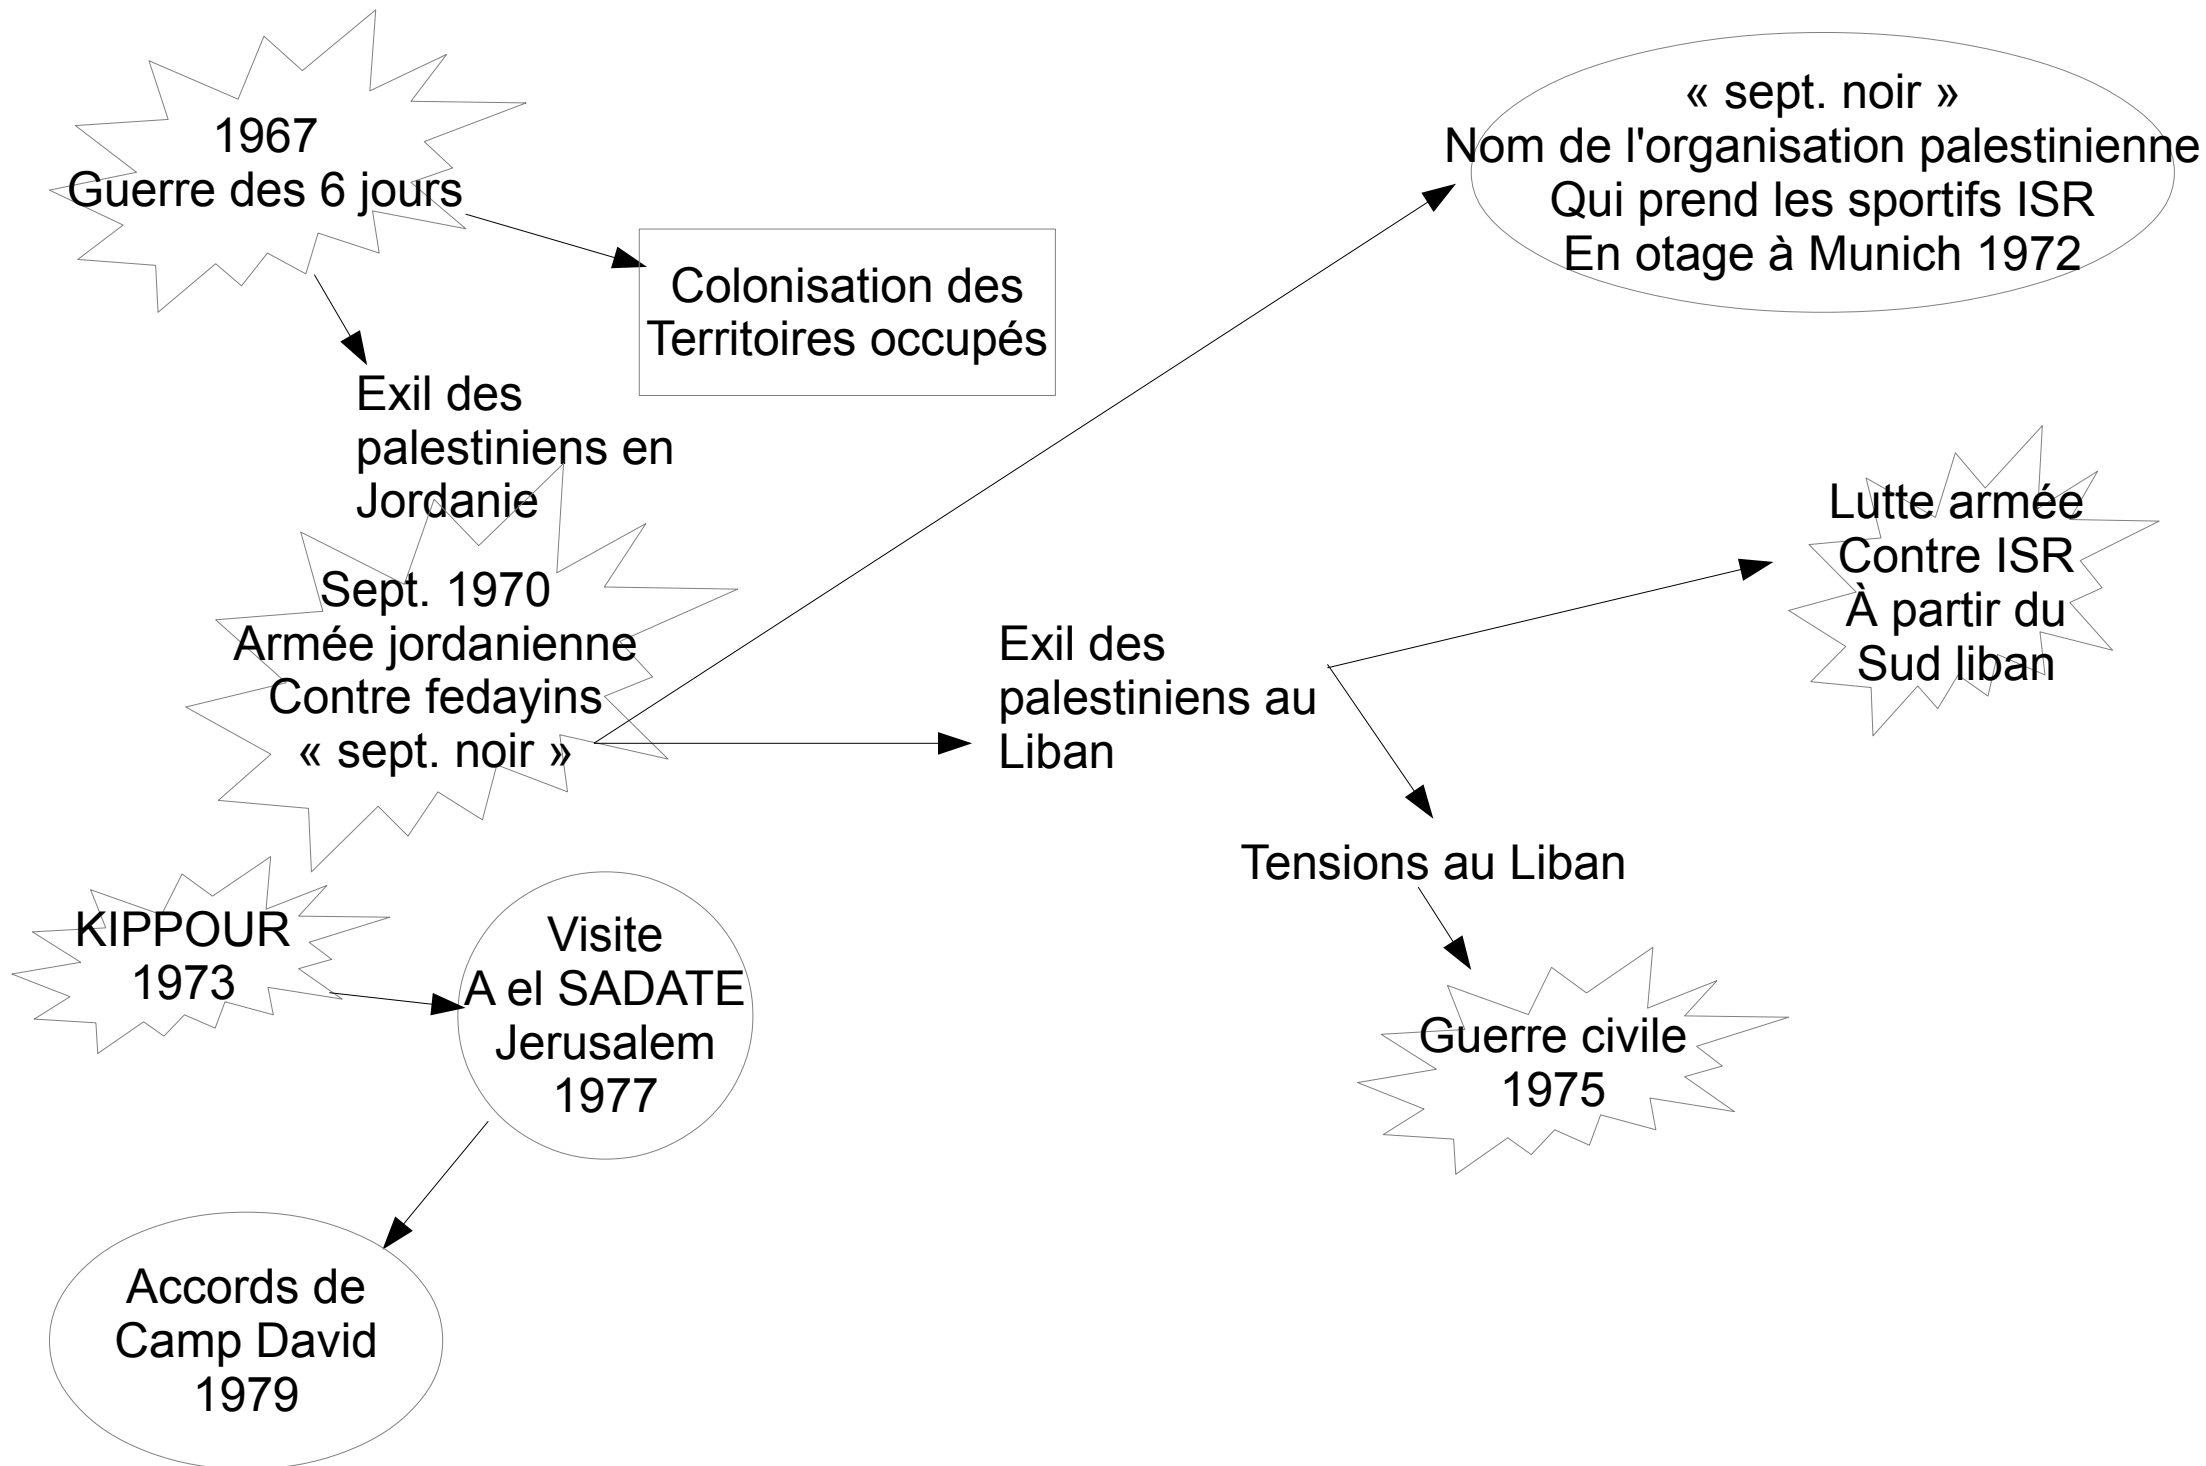 1967
Guerre des 6 jours
Colonisation des
Territoires occupés
Exil des
palestiniens en
Jordanie
« sept. noir »
Nom de l'organisation palestinienne
Qui prend les sportifs ISR
En otage à Munich 1972
Sept. 1970
Armée jordanienne
Contre fedayins
« sept. noir »
Exil des
palestiniens au
Liban
Lutte armée
Contre ISR
À partir du
Sud liban
Tensions au Liban
Guerre civile
1975
KIPPOUR
1973
Visite
A el SADATE
Jerusalem
1977
Accords de
Camp David
1979